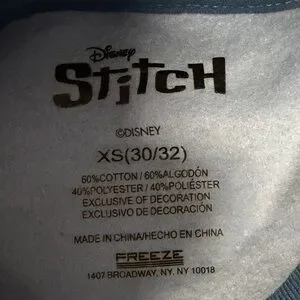 Disney
Stitch
©DISNEY
XS(30/32)
60%COTTON / 60%ALGODÓN
40%POLYESTER / 40%POLIÉSTER
EXCLUSIVE OF DECORATION
EXCLUSIVO DE DECORATION
MADE IN CHINA/HECHO EN CHINA
FREEZE
1407 BROADWAY, NY, NY 10018